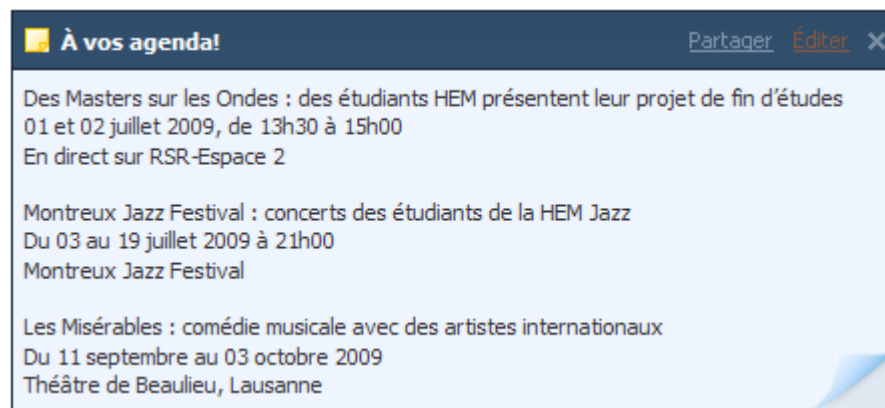 À vos agenda! Partager Éditer
Des Masters sur les Ondes : des étudiants HEM présentent leur projet de fin d'études
01 et 02 juillet 2009, de 13h30 à 15h00
En direct sur RSR-Espace 2
Montreux Jazz Festival : concerts des étudiants de la HEM Jazz
Du 03 au 19 juillet 2009 à 21h00
Montreux Jazz Festival
Les Misérables : comédie musicale avec des artistes internationaux
Du 11 septembre au 03 octobre 2009
Théâtre de Beaulieu, Lausanne